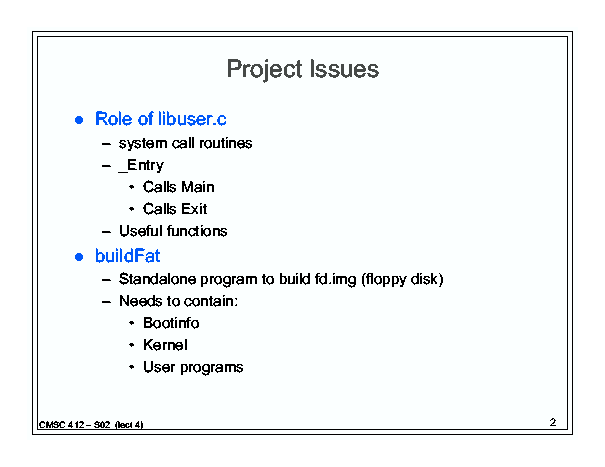 Project Issues
● Role of libuser.c
– system call routines
– _Entry
• Calls Main
• Calls Exit
– Useful functions
● buildFat
– Standalone program to build fd.img (floppy disk)
– Needs to contain:
• Bootinfo
• Kernel
• User programs
CMSC 412 – S02 (lect 4)
2